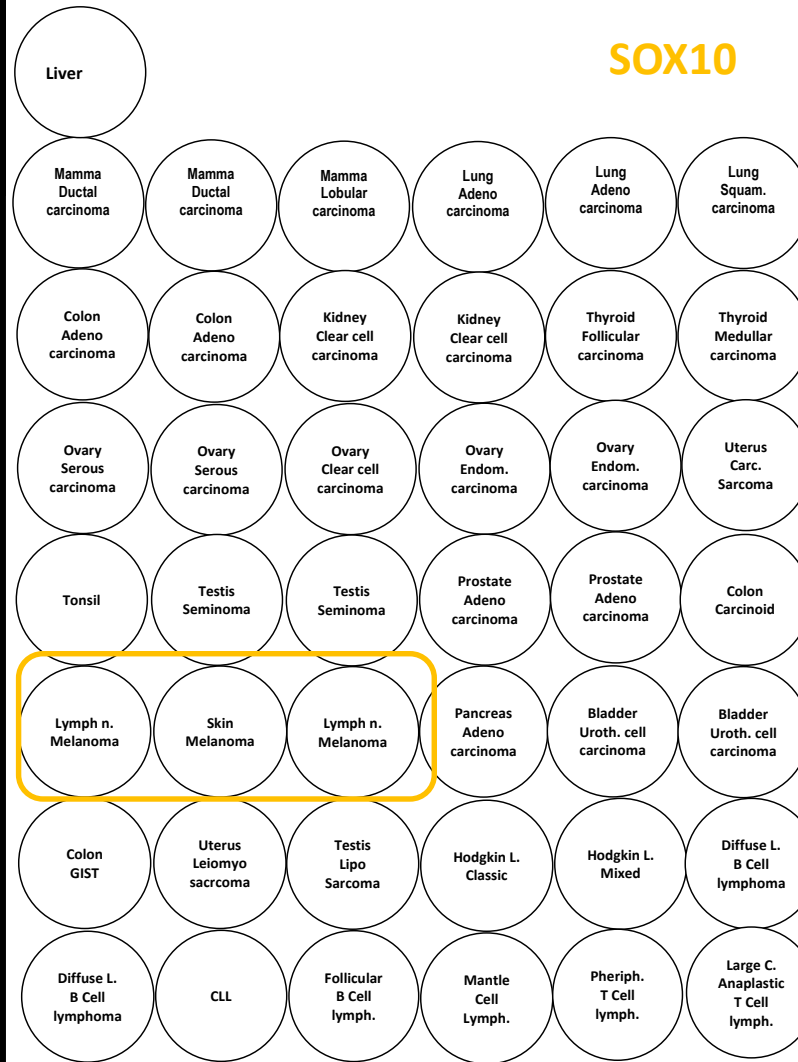 SOX10
Liver
Mamma
Ductal
carcinoma
Mamma
Ductal
carcinoma
Mamma
Lobular
carcinoma
Lung
Adeno
carcinoma
Lung
Adeno
carcinoma
Lung
Squam.
carcinoma
Colon
Adeno
carcinoma
Colon
Adeno
carcinoma
Kidney
Clear cell
carcinoma
Kidney
Clear cell
carcinoma
Thyroid
Follicular
carcinoma
Thyroid
Medullar
carcinoma
Ovary
Serous
carcinoma
Ovary
Serous
carcinoma
Ovary
Clear cell
carcinoma
Ovary
Endom.
carcinoma
Ovary
Endom.
carcinoma
Uterus
Carc.
Sarcoma
Tonsil
Testis
Seminoma
Testis
Seminoma
Prostate
Adeno
carcinoma
Prostate
Adeno
carcinoma
Colon
Carcinoid
Lymph n.
Melanoma
Skin
Melanoma
Lymph n.
Melanoma
Pancreas
Adeno
carcinoma
Bladder
Uroth. cell
carcinoma
Bladder
Uroth. cell
carcinoma
Colon
GIST
Uterus
Leiomyo
sacrcoma
Testis
Lipo
Sarcoma
Hodgkin L.
Classic
Hodgkin L.
Mixed
Diffuse L.
B Cell
lymphoma
Diffuse L.
B Cell
lymphoma
CLL
Follicular
B Cell
lymph.
Mantle
Cell
Lymph.
Pheriph.
T Cell
lymph.
Large C.
Anaplastic
T Cell
lymph.